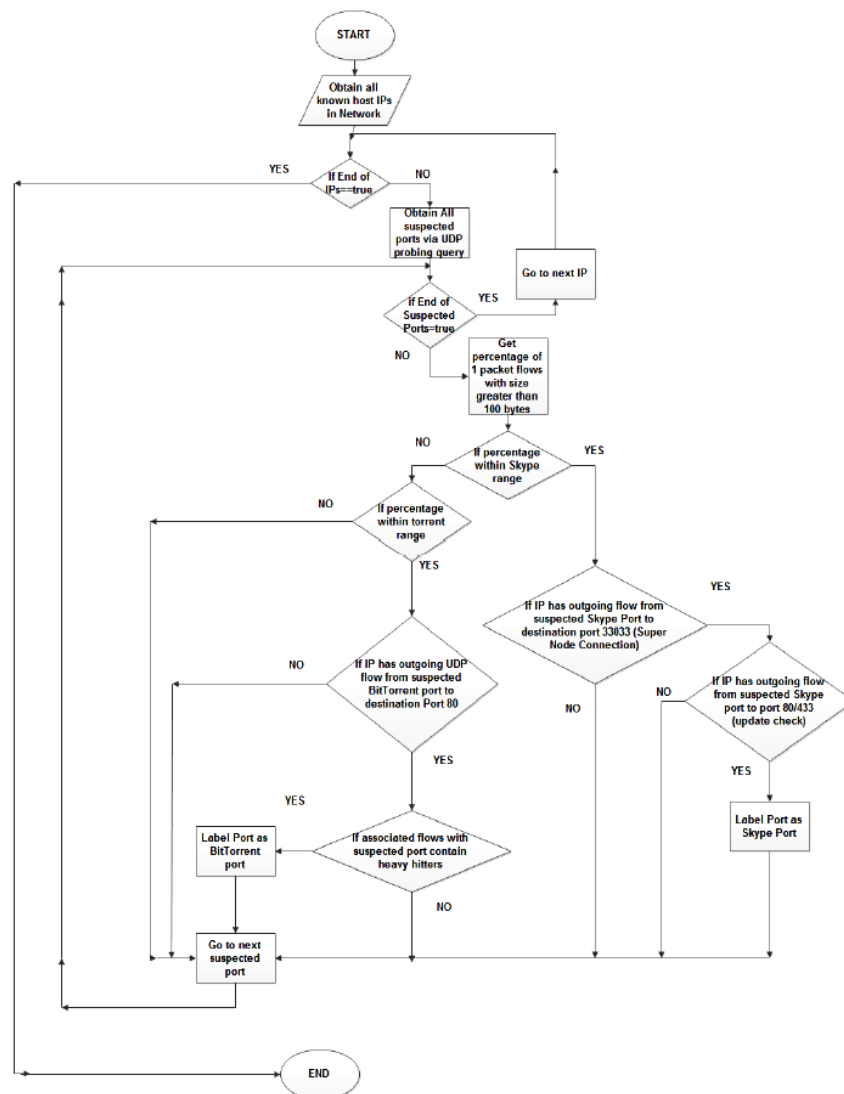 START
Obtain all
known host IPs
in Network
YES
If End of
IPs==true
NO
Obtain All
suspected
ports via UDP
probing query
Go to next IP
If End of
Suspected
Ports=true
YES
NO
Get
percentage of
1 packet flows
with size
greater than
100 bytes
NO
If percentage
within Skype
range
YES
NO
If percentage
within torrent
range
YES
If IP has outgoing flow from
suspected Skype Port to
destination port 33033 (Super
Node Connection)
YES
NO
If IP has outgoing UDP
flow from suspected
BitTorrent port to
destination Port 80
NO
If IP has outgoing flow
from suspected Skype
port to port 80/433
(update check)
NO
YES
YES
YES
Label Port as
BitTorrent
port
If associated flows with
suspected port contain
heavy hitters
Label Port as
Skype Port
NO
Go to next
suspected
port
END